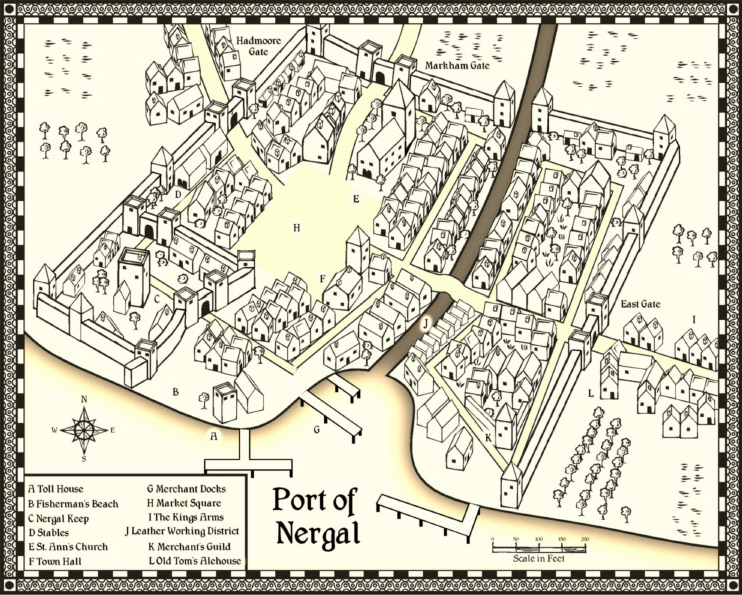 Hadmoore
Gate
Markham Gate
D
E
H
F
C
East Gate
I
J
B
L
A
G
K
N
W E
S
A Toll House
B Fisherman's Beach
C Nergal Keep
D Stables
E St. Ann's Church
F Town Hall
G Merchant Docks
H Market Square
I The Kings Arms
J Leather Working District
K Merchant's Guild
L Old Tom's Alehouse
Port of
Nergal
0 50 100 150 200
Scale in Feet